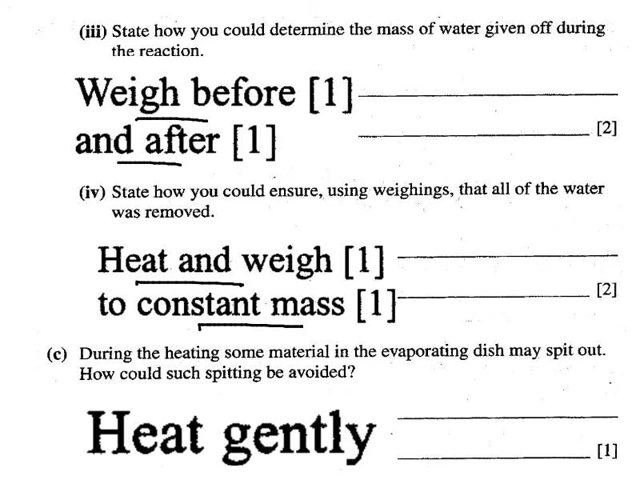 (iii) State how you could determine the mass of water given off during
the reaction.
Weigh before [1]
and after [1]
[2]
(iv) State how you could ensure, using weighings, that all of the water
was removed.
Heat and weigh [1]
to constant mass [1]
[2]
(c) During the heating some material in the evaporating dish may spit out.
How could such spitting be avoided?
Heat gently
[1]